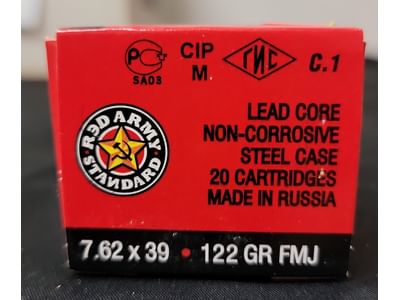 РС
SA03
CIP
M
ГИС
C.1
RED ARMY
STANDARD
LEAD CORE
NON-CORROSIVE
STEEL CASE
20 CARTRIDGES
MADE IN RUSSIA
7.62 x 39 • 122 GR FMJ